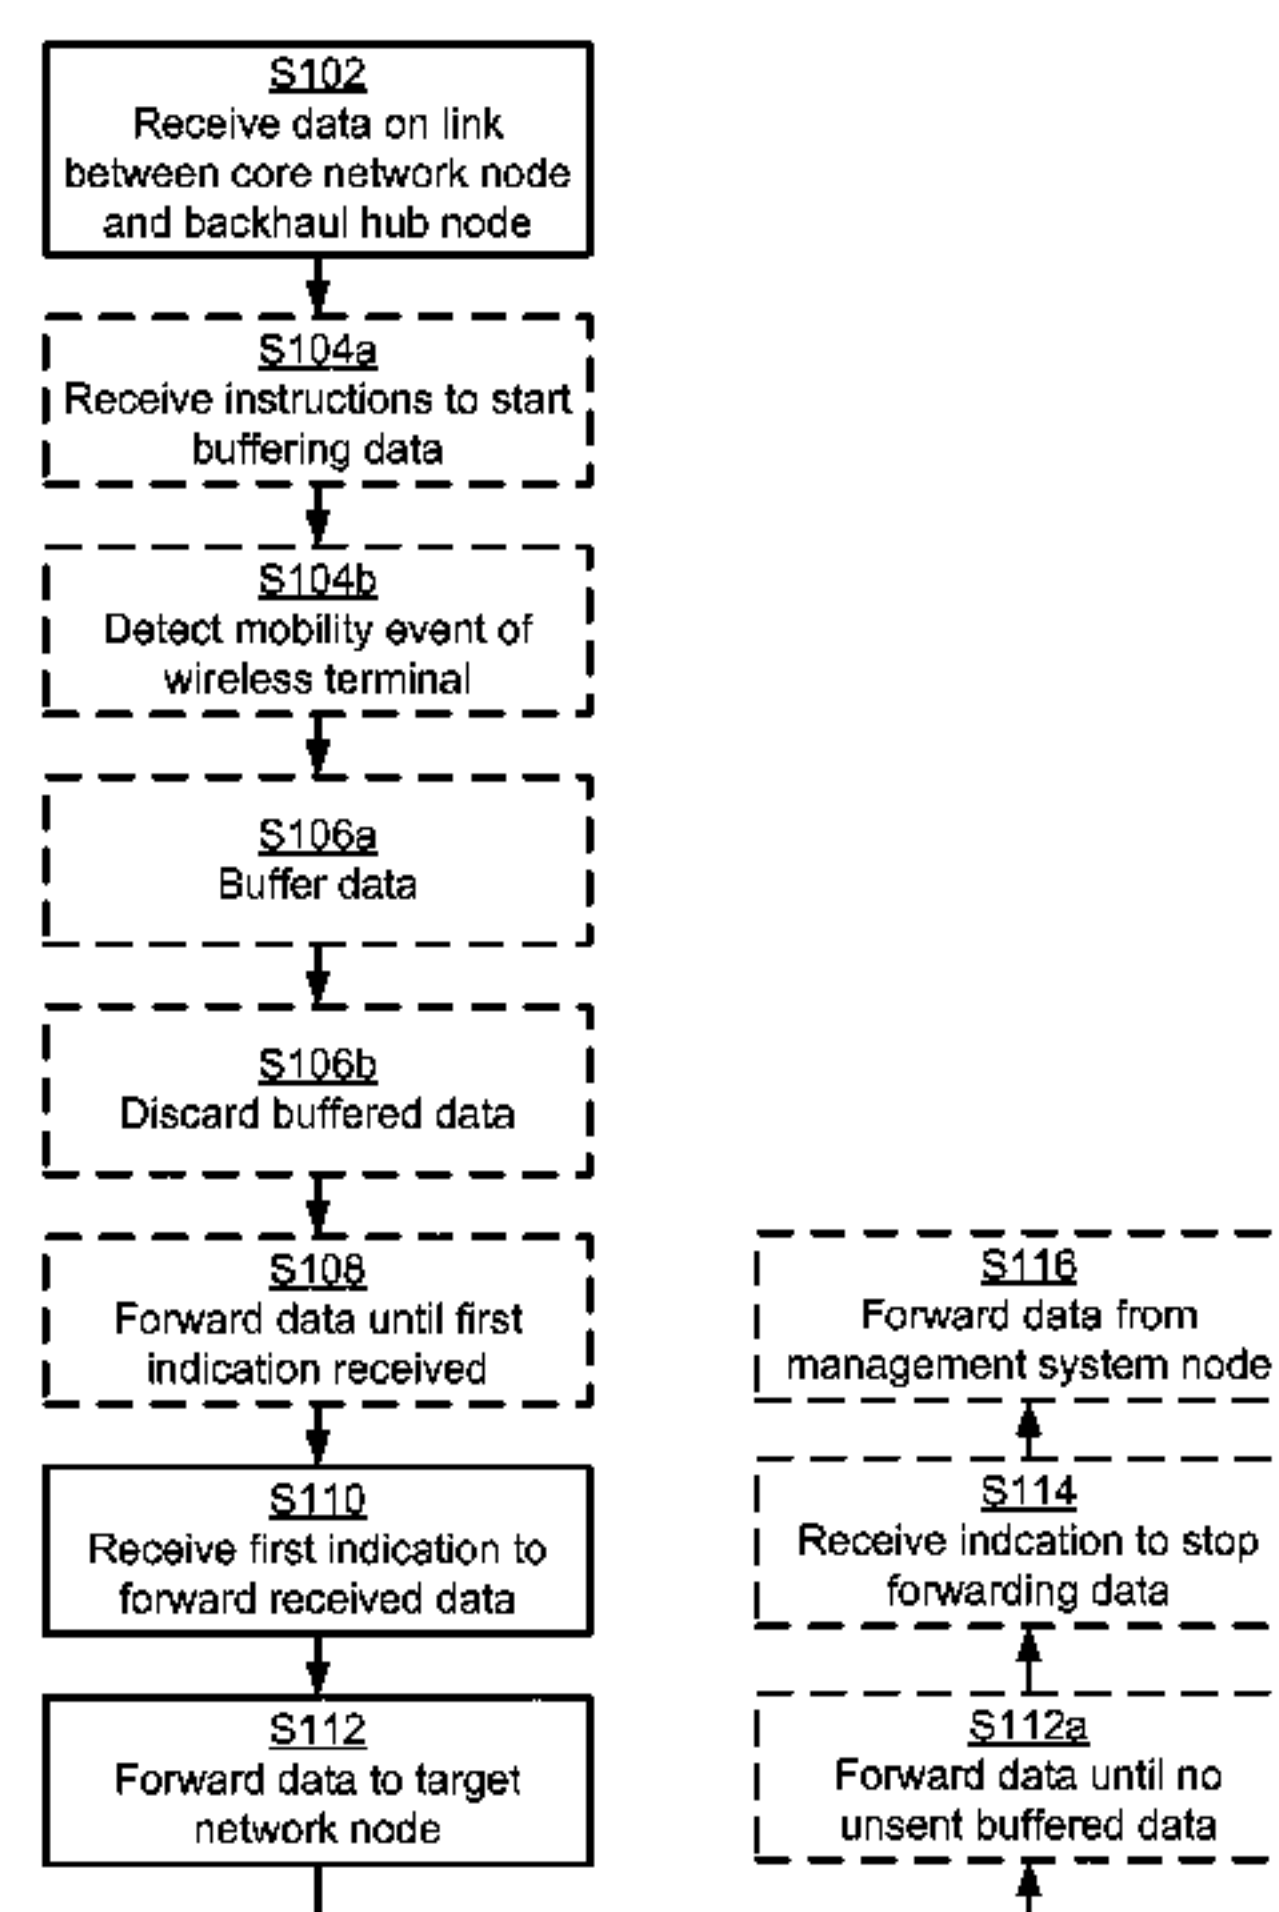 S102
Receive data on link
between core network node
and backhaul hub node
S104a
Receive instructions to start
buffering data
S104b
Detect mobility event of
wireless terminal
S106a
Buffer data
S106b
Discard buffered data
S108
Forward data until first
indication received
S110
Receive first indication to
forward received data
S112
Forward data to target
network node
S116
Forward data from
management system node
S114
Receive indcation to stop
forwarding data
S112a
Forward data until no
unsent buffered data